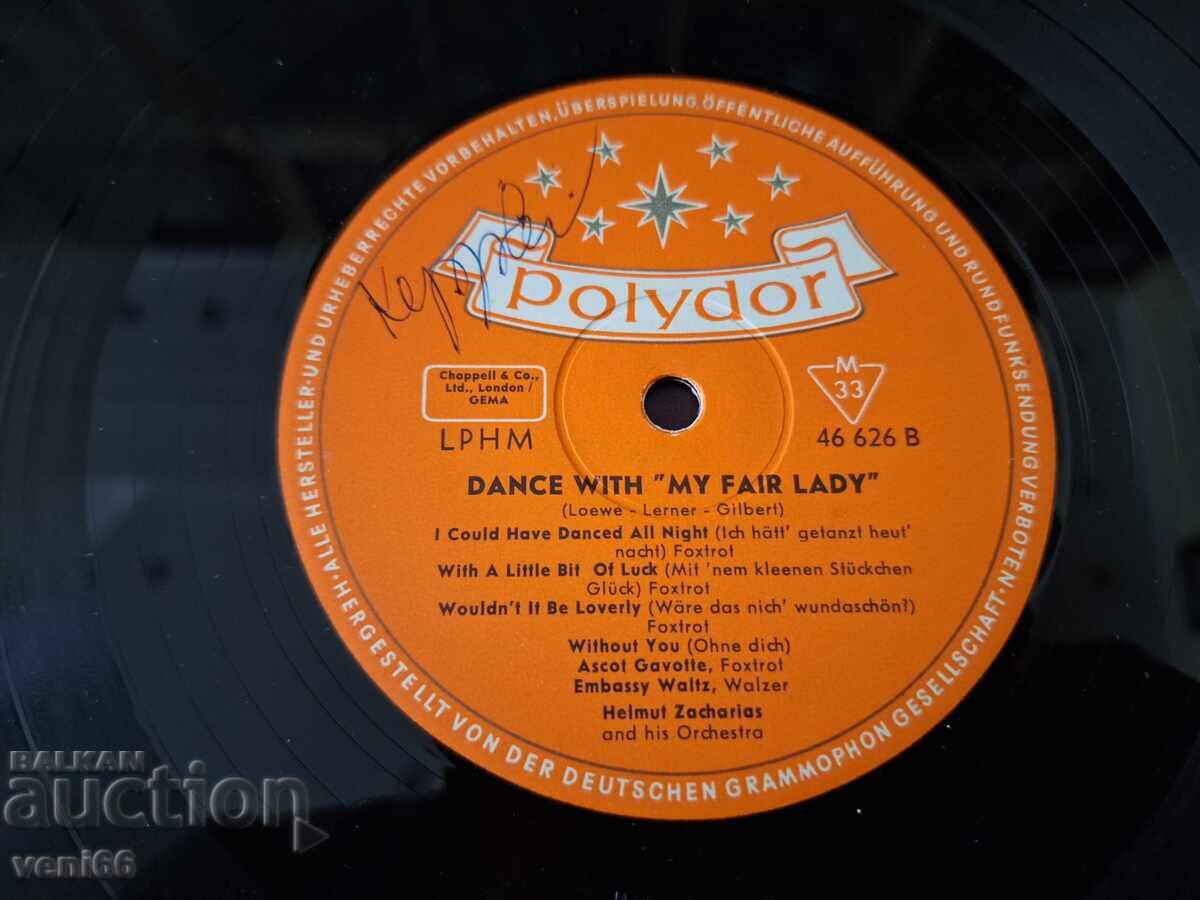 ALLE HERSTELLER- UND URHEBERRECHTE VORBEHALTEN, ÜBERSPIELUNG, ÖFFENTLICHE AUFFÜHRUNG UND RUNDFUNKSENDUNG VERBOTEN.
polydor
Chappell & Co.,
Ltd., London /
GEMA
M
33
LPHM
46 626 B
DANCE WITH "MY FAIR LADY"
(Loewe - Lerner - Gilbert)
I Could Have Danced All Night (Ich hätt' getanzt heut'
nacht) Foxtrot
With A Little Bit Of Luck (Mit 'nem kleenen Stückchen
Glück) Foxtrot
Wouldn't It Be Loverly (Wäre das nich' wundaschön?)
Foxtrot
Without You (Ohne dich)
Ascot Gavotte, Foxtrot
Embassy Waltz, Walzer
Helmut Zacharias
and his Orchestra
HERGESTELLT VON DER DEUTSCHEN GRAMMOPHON GESELLSCHAFT
BALKAN
auction
veni66